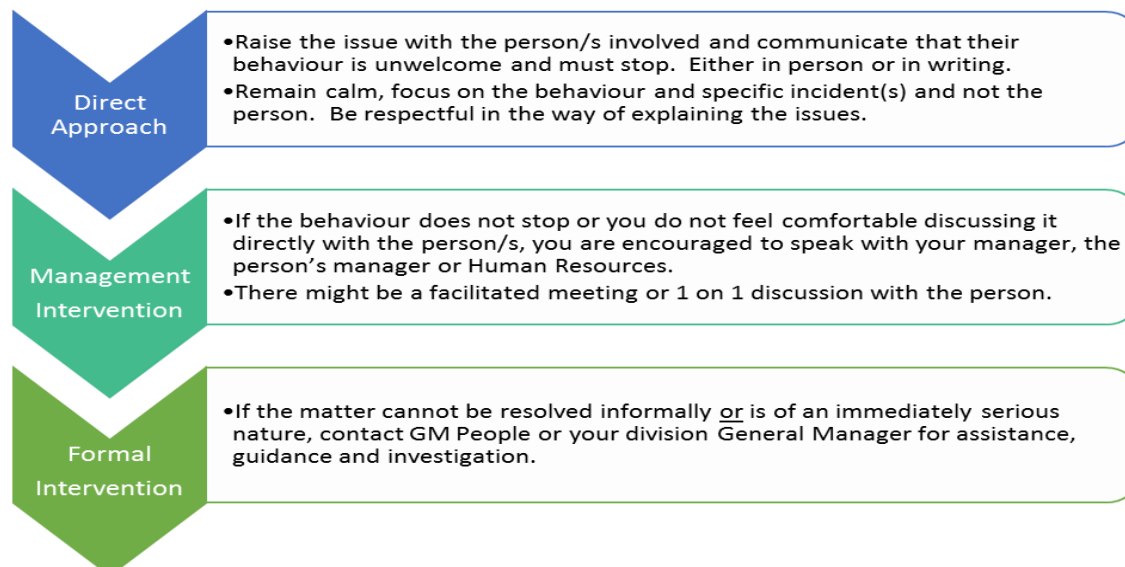 Direct
Approach
•Raise the issue with the person/s involved and communicate that their
behaviour is unwelcome and must stop.  Either in person or in writing.
•Remain calm, focus on the behaviour and specific incident(s) and not the
person.  Be respectful in the way of explaining the issues.
Management
Intervention
•If the behaviour does not stop or you do not feel comfortable discussing it
directly with the person/s, you are encouraged to speak with your manager, the
person’s manager or Human Resources.
•There might be a facilitated meeting or 1 on 1 discussion with the person.
Formal
Intervention
•If the matter cannot be resolved informally or is of an immediately serious
nature, contact GM People or your division General Manager for assistance,
guidance and investigation.